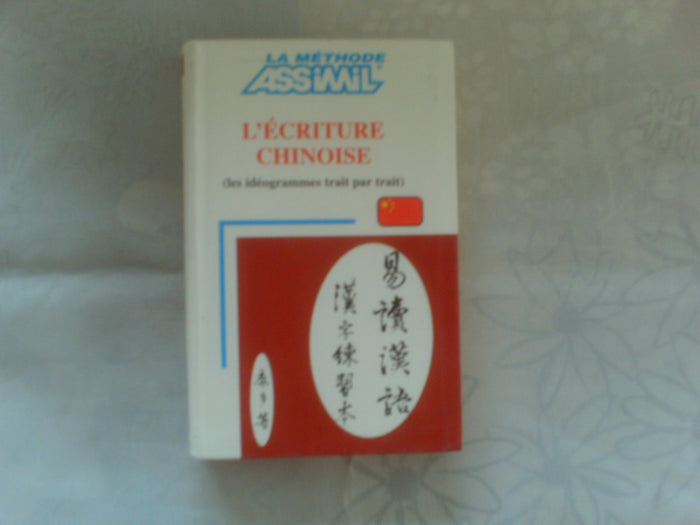 LA MÉTHODE
ASSiMiL
L'ÉCRITURE
CHINOISE
(les idéogrammes trait par trait)
易讀漢語
漢字練習本